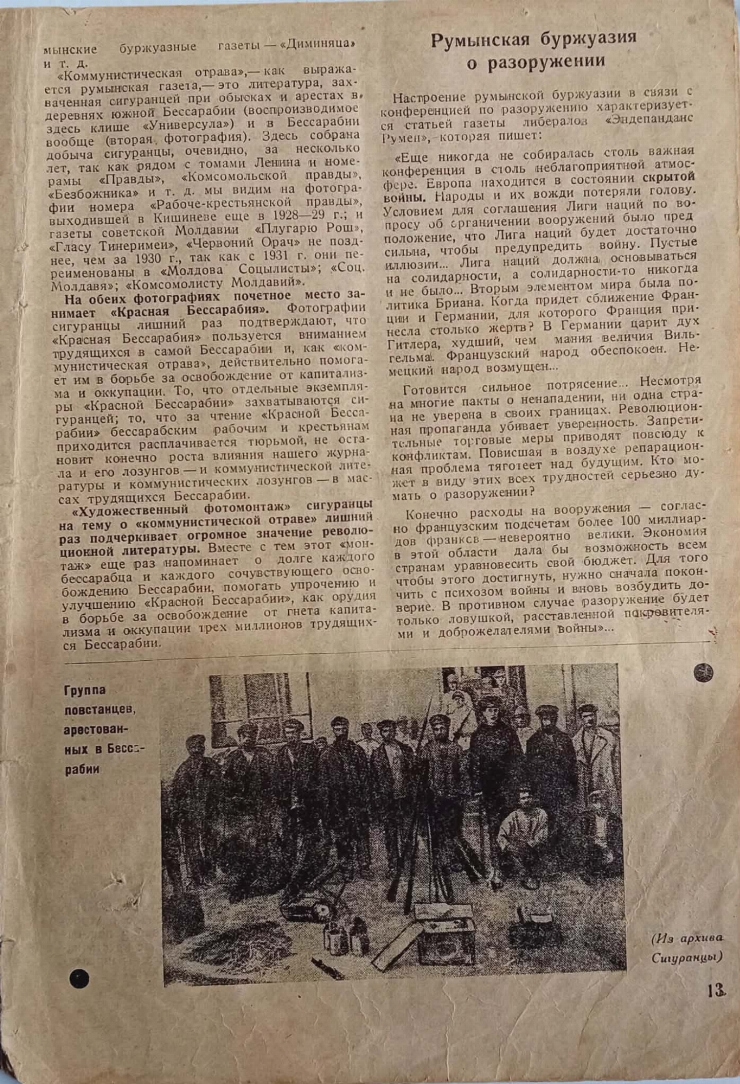 мынские буржуазные газеты — «Диминяца»
и т. д.
«Коммунистическая отрава»,— как выража-
ется румынская газета,— это литература, зах-
ваченная сигуранцей при обысках и арестах в
деревнях южной Бессарабии (воспроизводимое
здесь клише «Универсула») и в Бессарабии
вообще (вторая фотография). Здесь собрана
добыча сигуранцы, очевидно, за несколько
лет, так как рядом с томами Ленина и номе-
рамы «Правды», «Комсомольской правды»,
«Безбожника» и т. д. мы видим на фотогра-
фии номера «Рабоче-крестьянской правды»,
выходившей в Кишиневе еще в 1928—29 г.; и
газеты советской Молдавии «Плугарю Рош»,
«Гласу Тинеримеи», «Червоний Орач» не позд-
нее, чем за 1930 г., так как с 1931 г. они пе-
реименованы в «Молдова Социлисты»; «Соц.
Молдавя»; «Комсомолисту Молдавий».
На обеих фотографиях почетное место за-
нимает «Красная Бессарабия». Фотографии
сигуранцы лишний раз подтверждают, что
«Красная Бессарабия» пользуется вниманием
трудящихся в самой Бессарабии и, как «ком-
мунистическая отрава», действительно помога-
ет им в борьбе за освобождение от капитализ-
ма и оккупации. То, что отдельные экземпля-
ры «Красной Бессарабии» захватываются си-
гуранцей; то, что за чтение «Красной Бесса-
рабии» бессарабским рабочим и крестьянам
приходится расплачивается тюрьмой, не оста-
новит конечно роста влияния нашего журна-
ла и его лозунгов — и коммунистической лите-
ратуры и коммунистических лозунгов — в мас-
сах трудящихся Бессарабии.
«Художественный фотомонтаж» сигуранцы
на тему о «коммунистической отраве» лишний
раз подчеркивает огромное значение револю-
ционной литературы. Вместе с тем этот «мон-
таж» еще раз напоминает о долге каждого
бессарабца и каждого сочувствующего осво-
бождению Бессарабии, помогать упрочению и
улучшению «Красной Бессарабии», как орудия
в борьбе за освобождение от гнета капита-
лизма и оккупации трех миллионов трудящих-
ся Бессарабии.
Румынская буржуазия
о разоружении
Настроение румынской буржуазии в связи с
конференцией по разоружению характеризует-
ся статьей газеты либералов «Эндепанданс
Румен», которая пишет:
«Еще никогда не собиралась столь важная
конференция в столь неблагоприятной атмос-
фере. Европа находится в состоянии скрытой
войны. Народы и их вожди потеряли голову.
Условием для соглашения Лиги наций по во-
просу об органичении вооружений было пред
положение, что Лига наций будет достаточно
сильна, чтобы предупредить войну. Пустые
иллюзии... Лига наций должна основываться
на солидарности, а солидарности-то никогда
и не было... Вторым элементом мира была по-
литика Бриана. Когда придет сближение Фран-
ции и Германии, для которого Франция при-
несла столько жертв? В Германии царит дух
Гитлера, худший, чем мания величия Виль-
гельма. Французский народ обеспокоен. Не-
мецкий народ возмущен...
Готовится сильное потрясение... Несмотря
на многие пакты о ненападении, ни одна стра-
на не уверена в своих границах. Революцион-
ная пропаганда убивает уверенность. Запрети-
тельные торговые меры приводят повсюду к
конфликтам. Повисшая в воздухе репарацион-
ная проблема тяготеет над будущим. Кто мо-
жет в виду этих всех трудностей серьезно ду-
мать о разоружении?
Конечно расходы на вооружения — соглас-
но французским подсчетам более 100 миллиар-
дов франков — невероятно велики. Экономия
в этой области дала бы возможность всем
странам уравновесить свой бюджет. Для того
чтобы этого достигнуть, нужно сначала покон-
чить с психозом войны и вновь возбудить до-
верие. В противном случае разоружение будет
только ловушкой, расставленной покровителя-
ми и доброжелателями войны»...
Группа
повстанцев,
арестован-
ных в Бесса-
рабии
(Из архива
Сигуранцы)
13